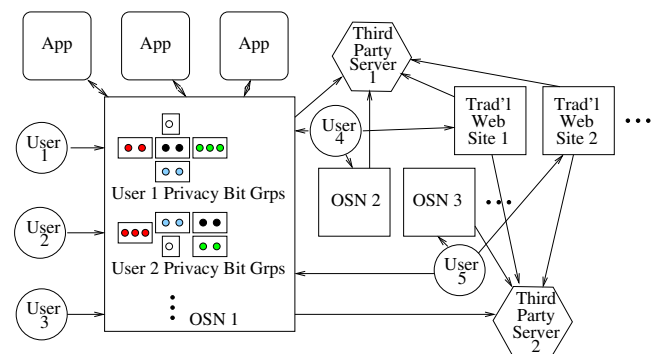 App
App
App
Third
Party
Server
1
Trad'l
Web
Site 1
Trad'l
Web
Site 2
User
1
User
4
User 1 Privacy Bit Grps
OSN 2
OSN 3
User
2
User 2 Privacy Bit Grps
User
5
User
3
OSN 1
Third
Party
Server
2